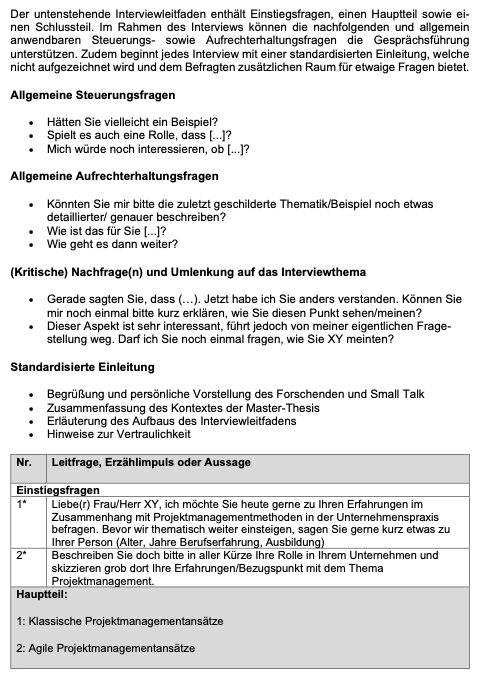 Der untenstehende Interviewleitfaden enthält Einstiegsfragen, einen Hauptteil sowie ei-
nen Schlussteil. Im Rahmen des Interviews können die nachfolgenden und allgemein
anwendbaren Steuerungs- sowie Aufrechterhaltungsfragen die Gesprächsführung
unterstützen. Zudem beginnt jedes Interview mit einer standardisierten Einleitung, welche
nicht aufgezeichnet wird und dem Befragten zusätzlichen Raum für etwaige Fragen bietet.
Allgemeine Steuerungsfragen
• Hätten Sie vielleicht ein Beispiel?
• Spielt es auch eine Rolle, dass [...]?
• Mich würde noch interessieren, ob [...]?
Allgemeine Aufrechterhaltungsfragen
• Könnten Sie mir bitte die zuletzt geschilderte Thematik/Beispiel noch etwas
detaillierter/ genauer beschreiben?
• Wie ist das für Sie [...]?
• Wie geht es dann weiter?
(Kritische) Nachfrage(n) und Umlenkung auf das Interviewthema
• Gerade sagten Sie, dass (…). Jetzt habe ich Sie anders verstanden. Können Sie
mir noch einmal bitte kurz erklären, wie Sie diesen Punkt sehen/meinen?
• Dieser Aspekt ist sehr interessant, führt jedoch von meiner eigentlichen Frage-
stellung weg. Darf ich Sie noch einmal fragen, wie Sie XY meinten?
Standardisierte Einleitung
• Begrüßung und persönliche Vorstellung des Forschenden und Small Talk
• Zusammenfassung des Kontextes der Master-Thesis
• Erläuterung des Aufbaus des Interviewleitfadens
• Hinweise zur Vertraulichkeit
Nr. Leitfrage, Erzählimpuls oder Aussage
Einstiegsfragen
1* Liebe(r) Frau/Herr XY, ich möchte Sie heute gerne zu Ihren Erfahrungen im
Zusammenhang mit Projektmanagementmethoden in der Unternehmenspraxis
befragen. Bevor wir thematisch weiter einsteigen, sagen Sie gerne kurz etwas zu
Ihrer Person (Alter, Jahre Berufserfahrung, Ausbildung)
2* Beschreiben Sie doch bitte in aller Kürze Ihre Rolle in Ihrem Unternehmen und
skizzieren grob dort Ihre Erfahrungen/Bezugspunkt mit dem Thema
Projektmanagement.
Hauptteil:
1: Klassische Projektmanagementansätze
2: Agile Projektmanagementansätze